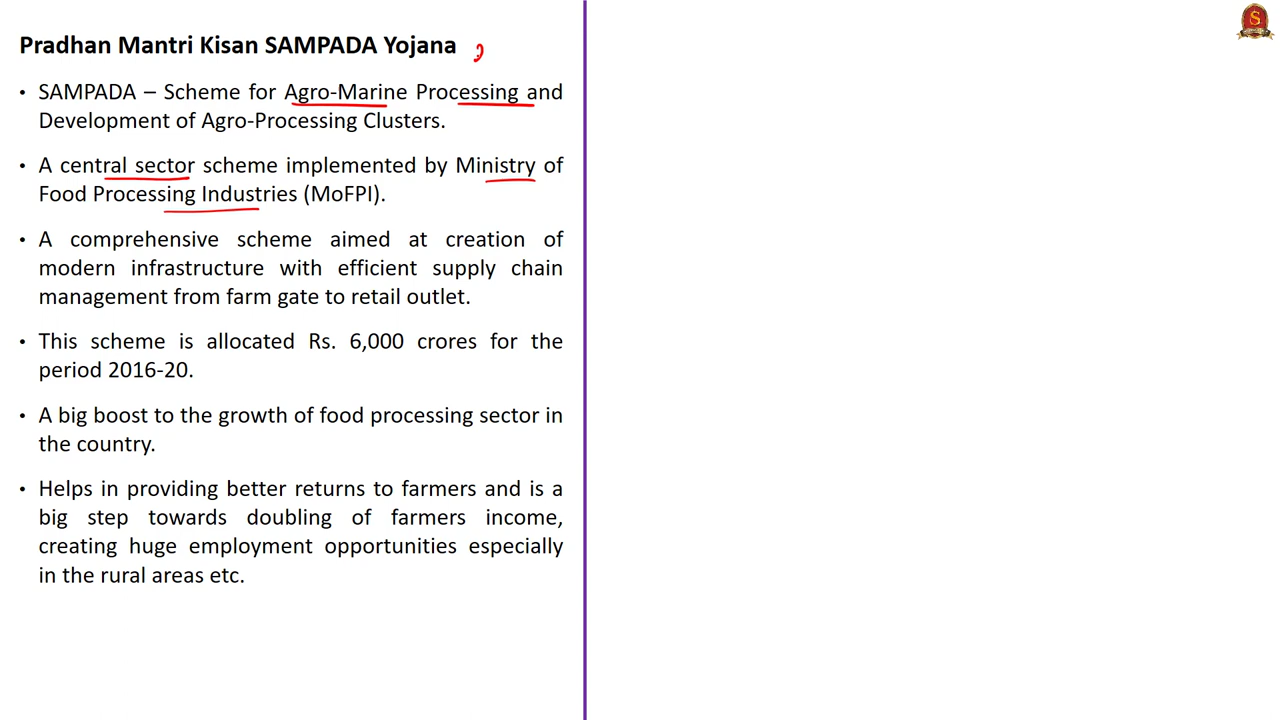 Pradhan Mantri Kisan SAMPADA Yojana
• SAMPADA – Scheme for Agro-Marine Processing and
Development of Agro-Processing Clusters.
• A central sector scheme implemented by Ministry of
Food Processing Industries (MoFPI).
• A comprehensive scheme aimed at creation of
modern infrastructure with efficient supply chain
management from farm gate to retail outlet.
• This scheme is allocated Rs. 6,000 crores for the
period 2016-20.
• A big boost to the growth of food processing sector in
the country.
• Helps in providing better returns to farmers and is a
big step towards doubling of farmers income,
creating huge employment opportunities especially
in the rural areas etc.
S